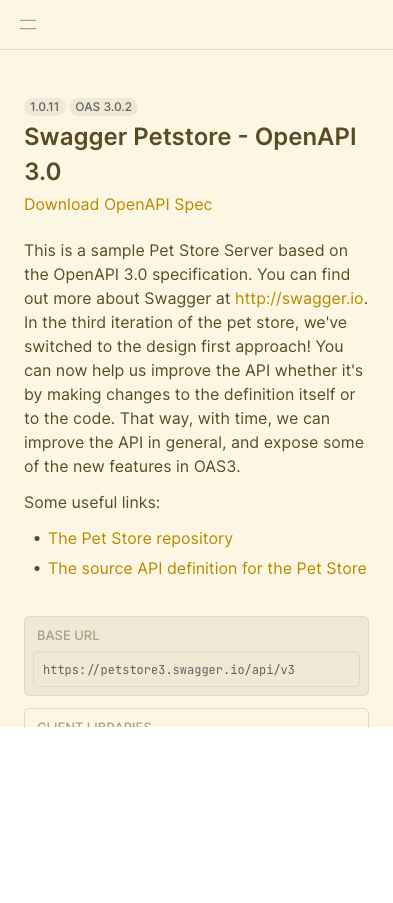 1.0.11 OAS 3.0.2
Swagger Petstore - OpenAPI
3.0
Download OpenAPI Spec
This is a sample Pet Store Server based on
the OpenAPI 3.0 specification. You can find
out more about Swagger at http://swagger.io.
In the third iteration of the pet store, we've
switched to the design first approach! You
can now help us improve the API whether it's
by making changes to the definition itself or
to the code. That way, with time, we can
improve the API in general, and expose some
of the new features in OAS3.
Some useful links:
• The Pet Store repository
• The source API definition for the Pet Store
BASE URL
https://petstore3.swagger.io/api/v3
CLIENT LIBRARIES